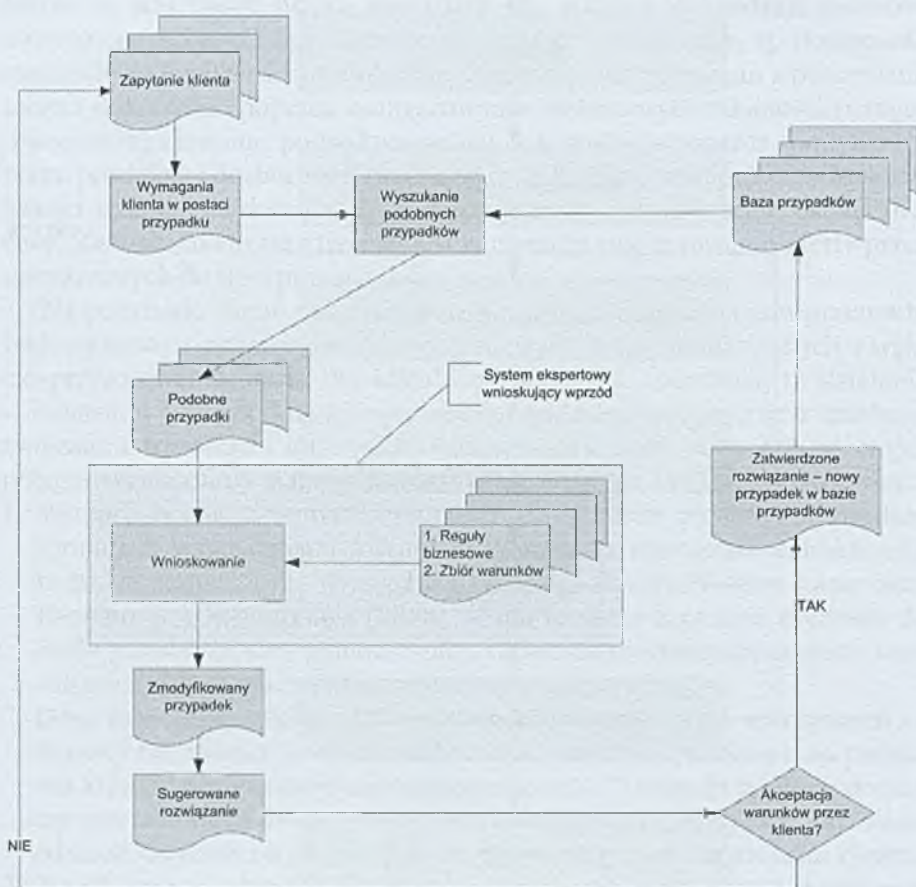 Zapytanie klienta
Wymagania
klienta w postaci
przypadku
Wyszukanie
podobnych
przypadków
Baza przypadków
Podobne
przypadki
System ekspertowy
wnioskujący wprzód
Zatwierdzone
rozwiązanie – nowy
przypadek w bazie
przypadków
Wnioskowanie
1. Reguły
biznesowe
2. Zbiór warunków
TAK
Zmodyfikowany
przypadek
Sugerowane
rozwiązanie
Akceptacja
warunków przez
klienta?
NIE